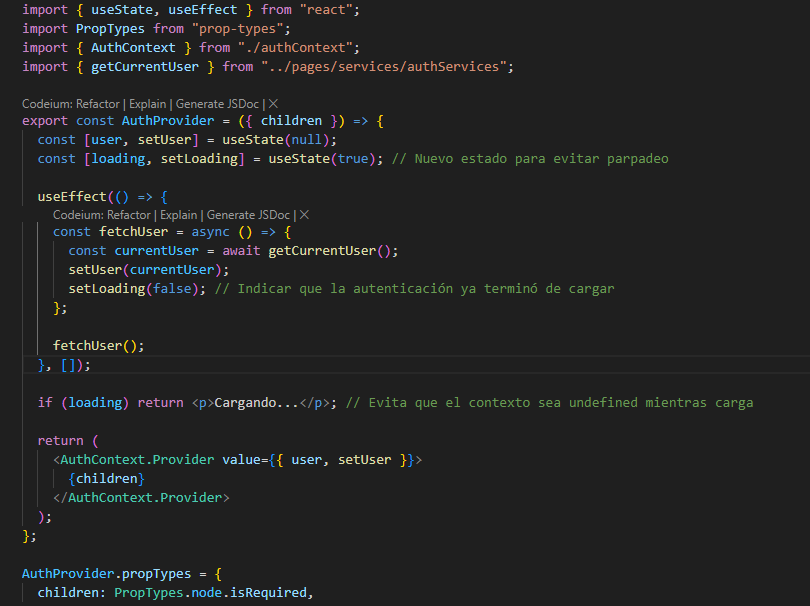 import { useState, useEffect } from "react";
import PropTypes from "prop-types";
import { AuthContext } from "./authContext";
import { getCurrentUser } from "../pages/services/authServices";
Codeium: Refactor | Explain | Generate JSDoc | ✕
export const AuthProvider = ({ children }) => {
const [user, setUser] = useState(null);
const [loading, setLoading] = useState(true); // Nuevo estado para evitar parpadeo
useEffect(() => {
Codeium: Refactor | Explain | Generate JSDoc | ✕
const fetchUser = async () => {
const currentUser = await getCurrentUser();
setUser(currentUser);
setLoading(false); // Indicar que la autenticación ya terminó de cargar
};
fetchUser();
}, []);
if (loading) return <p>Cargando...</p>; // Evita que el contexto sea undefined mientras carga
return (
<AuthContext.Provider value={{ user, setUser }}>
{children}
</AuthContext.Provider>
);
};
AuthProvider.propTypes = {
children: PropTypes.node.isRequired,